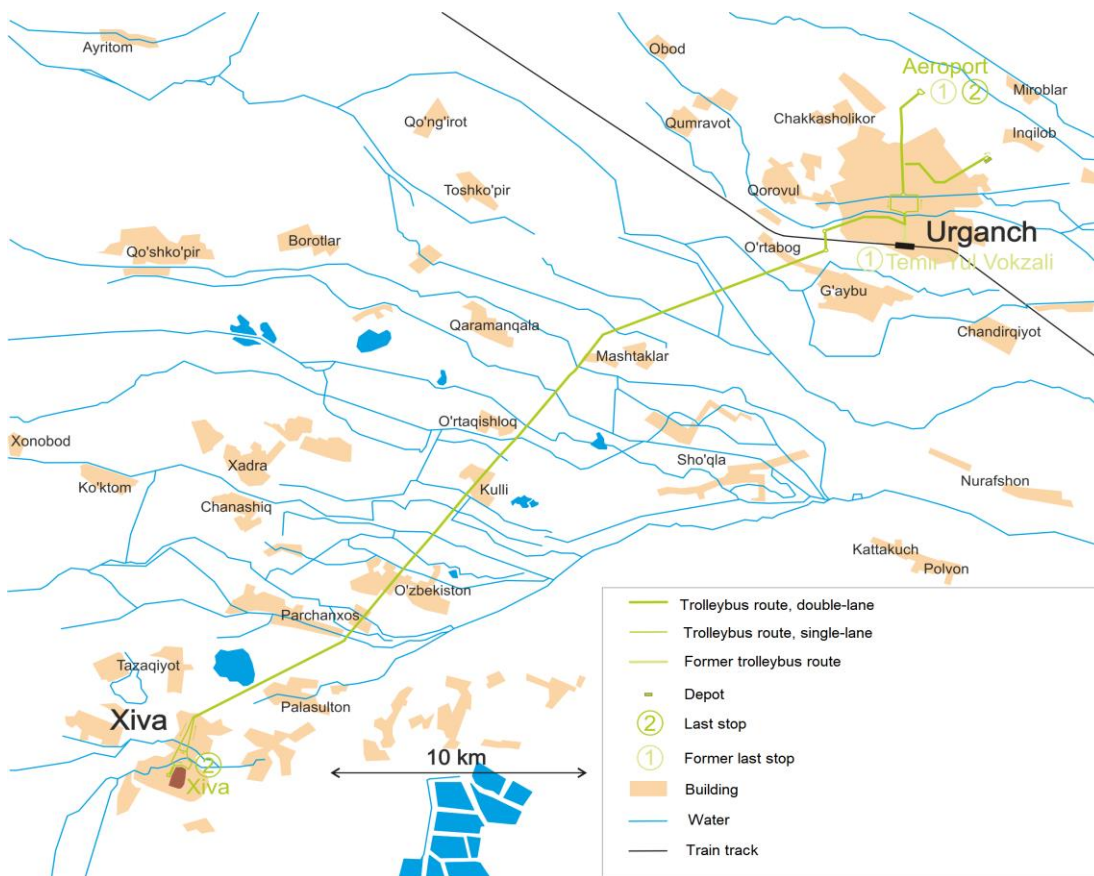 Ayritom
Obod
Aeroport
1 2
Miroblar
Qo'ng'irot
Qumravot
Chakkasholikor
Inqilob
Toshko'pir
Qorovul
Qo'shko'pir
Borotlar
O'rtabog
Urganch
1 Temir Yul Vokzali
G'aybu
Qaramanqala
Chandirqiyot
Mashtaklar
O'rtaqishloq
Xonobod
Xadra
Sho'qla
Ko'ktom
Kulli
Nurafshon
Chanashiq
Kattakuch
Polvon
O'zbekiston
Parchanxos
Tazaqiyot
Palasulton
Xiva
2
Xiva
10 km
Trolleybus route, double-lane
Trolleybus route, single-lane
Former trolleybus route
Depot
2 Last stop
1 Former last stop
Building
Water
Train track